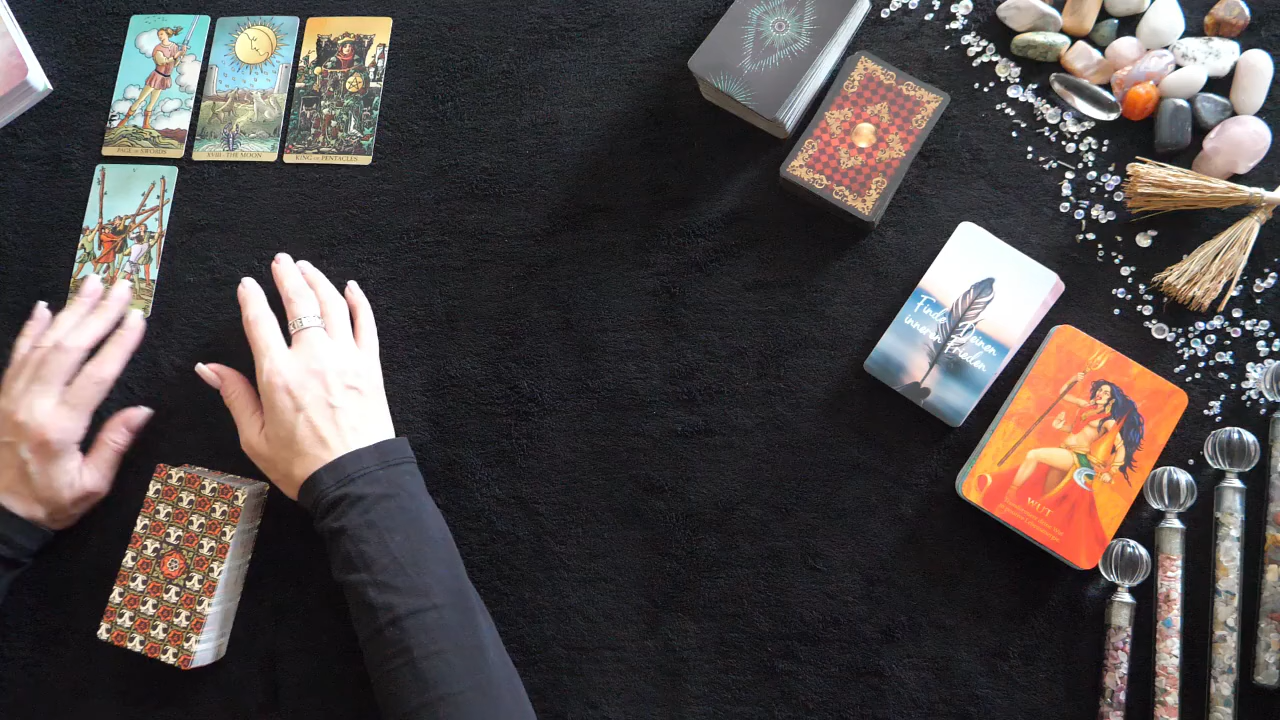 PAGE OF SWORDS
XVIII · THE MOON
KING OF PENTACLES
Finde Deinen
inneren Frieden
WUT